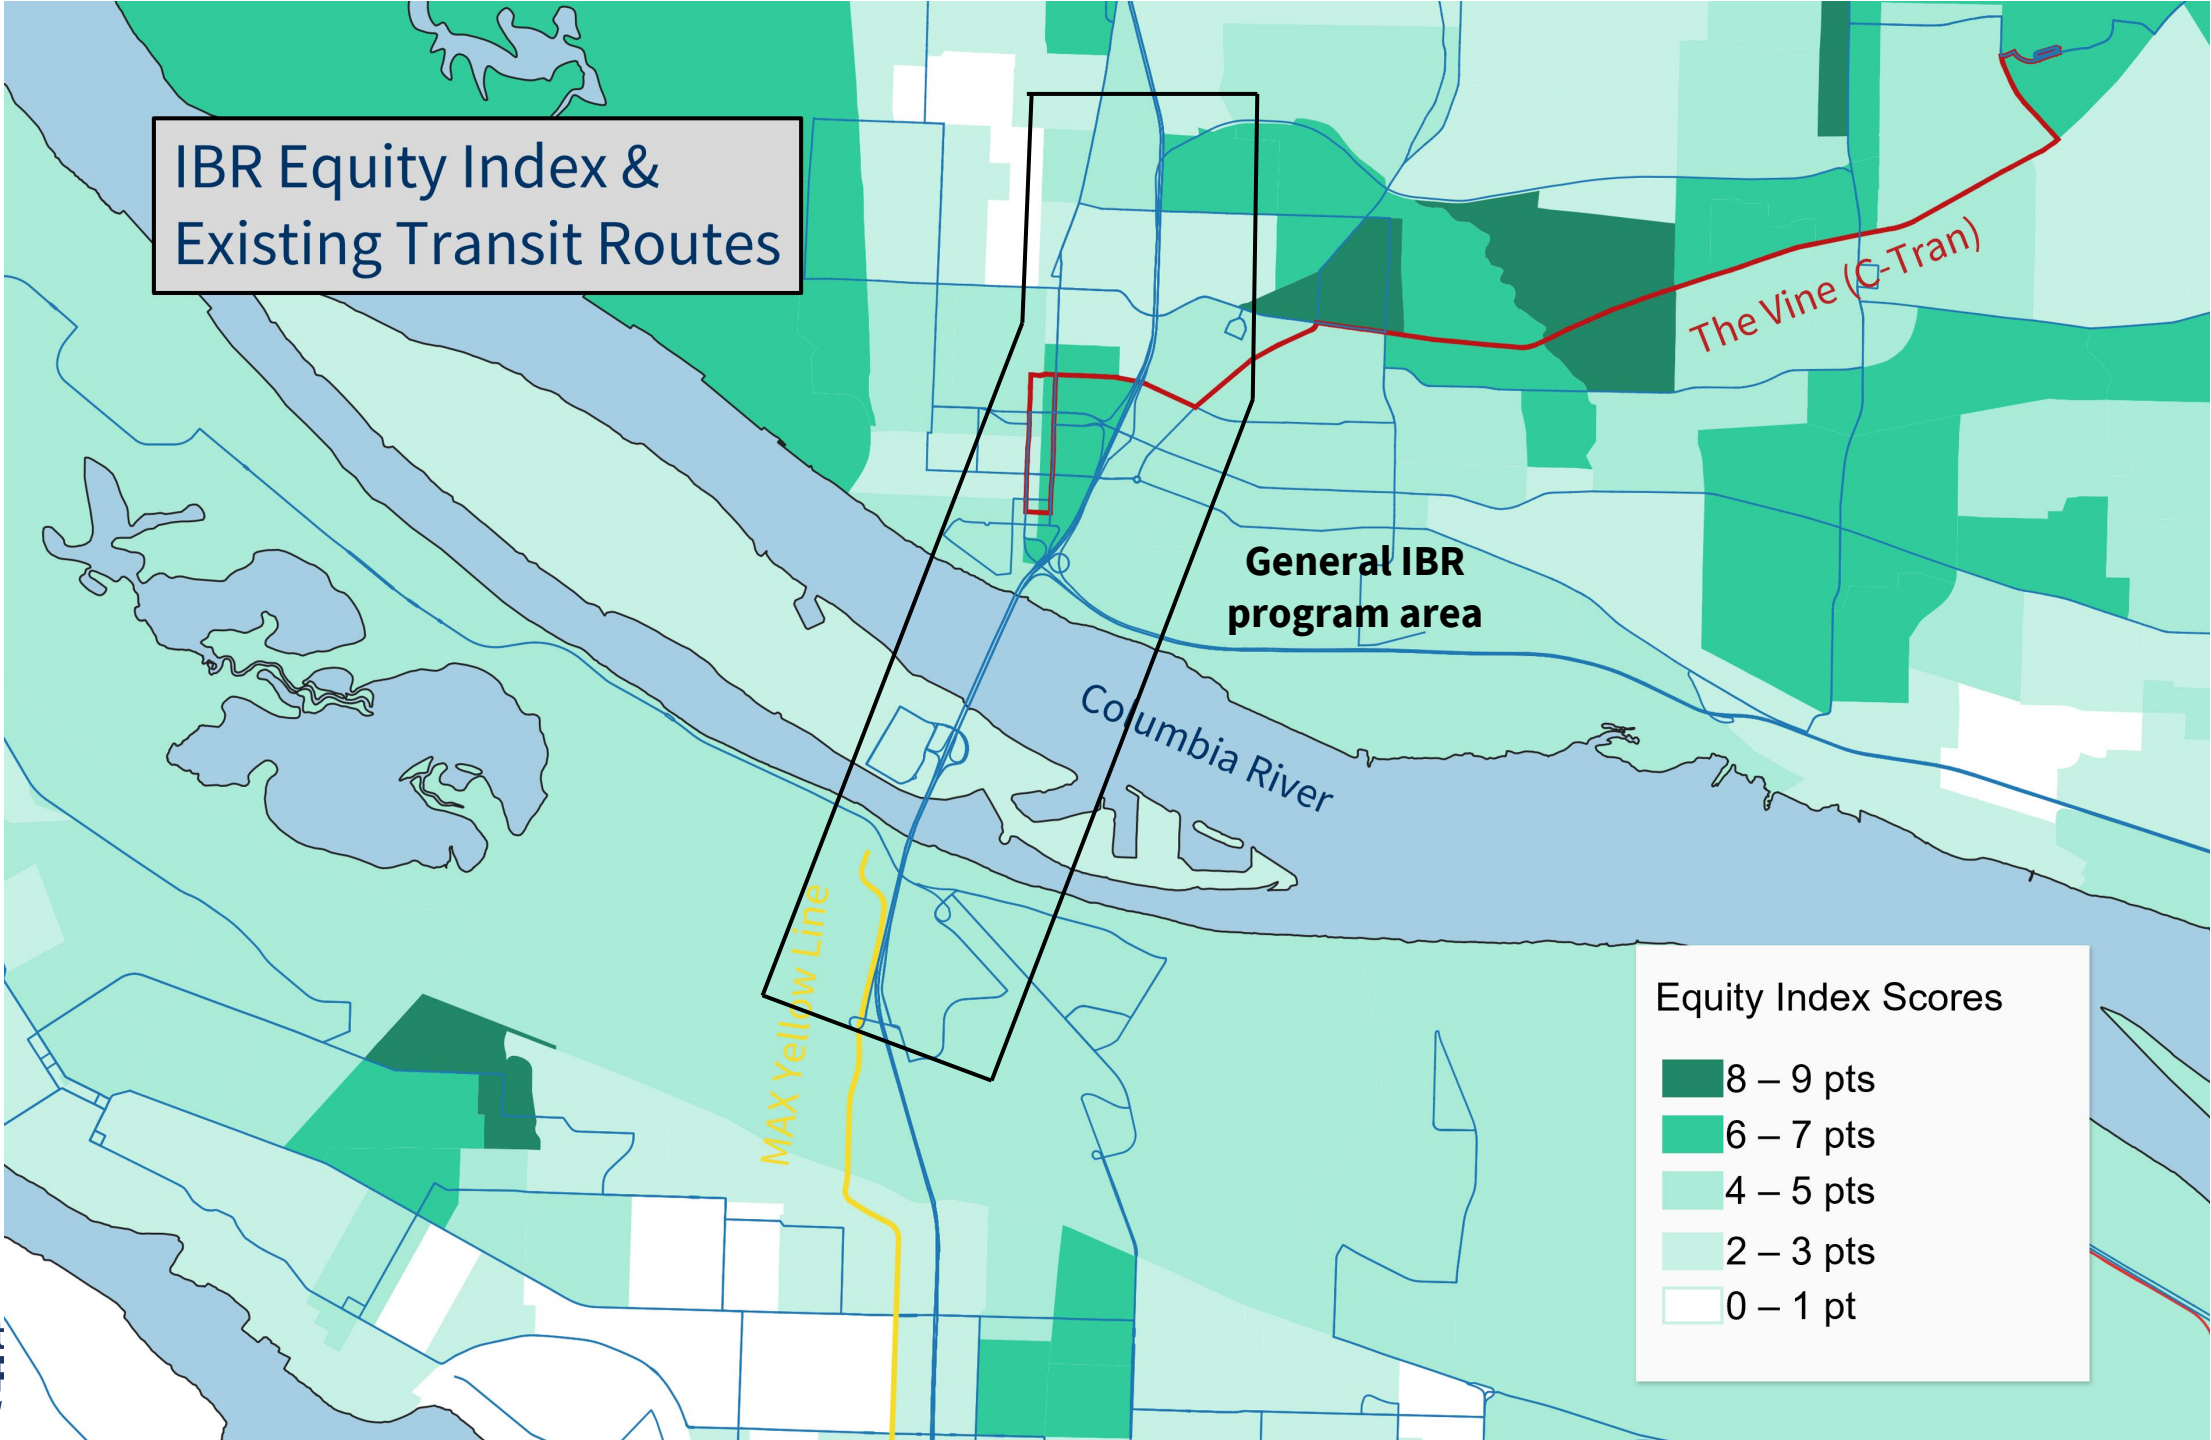 IBR Equity Index &
Existing Transit Routes
The Vine (C-Tran)
General IBR
program area
Columbia River
MAX Yellow Line
Equity Index Scores
8 – 9 pts
6 – 7 pts
4 – 5 pts
2 – 3 pts
0 – 1 pt